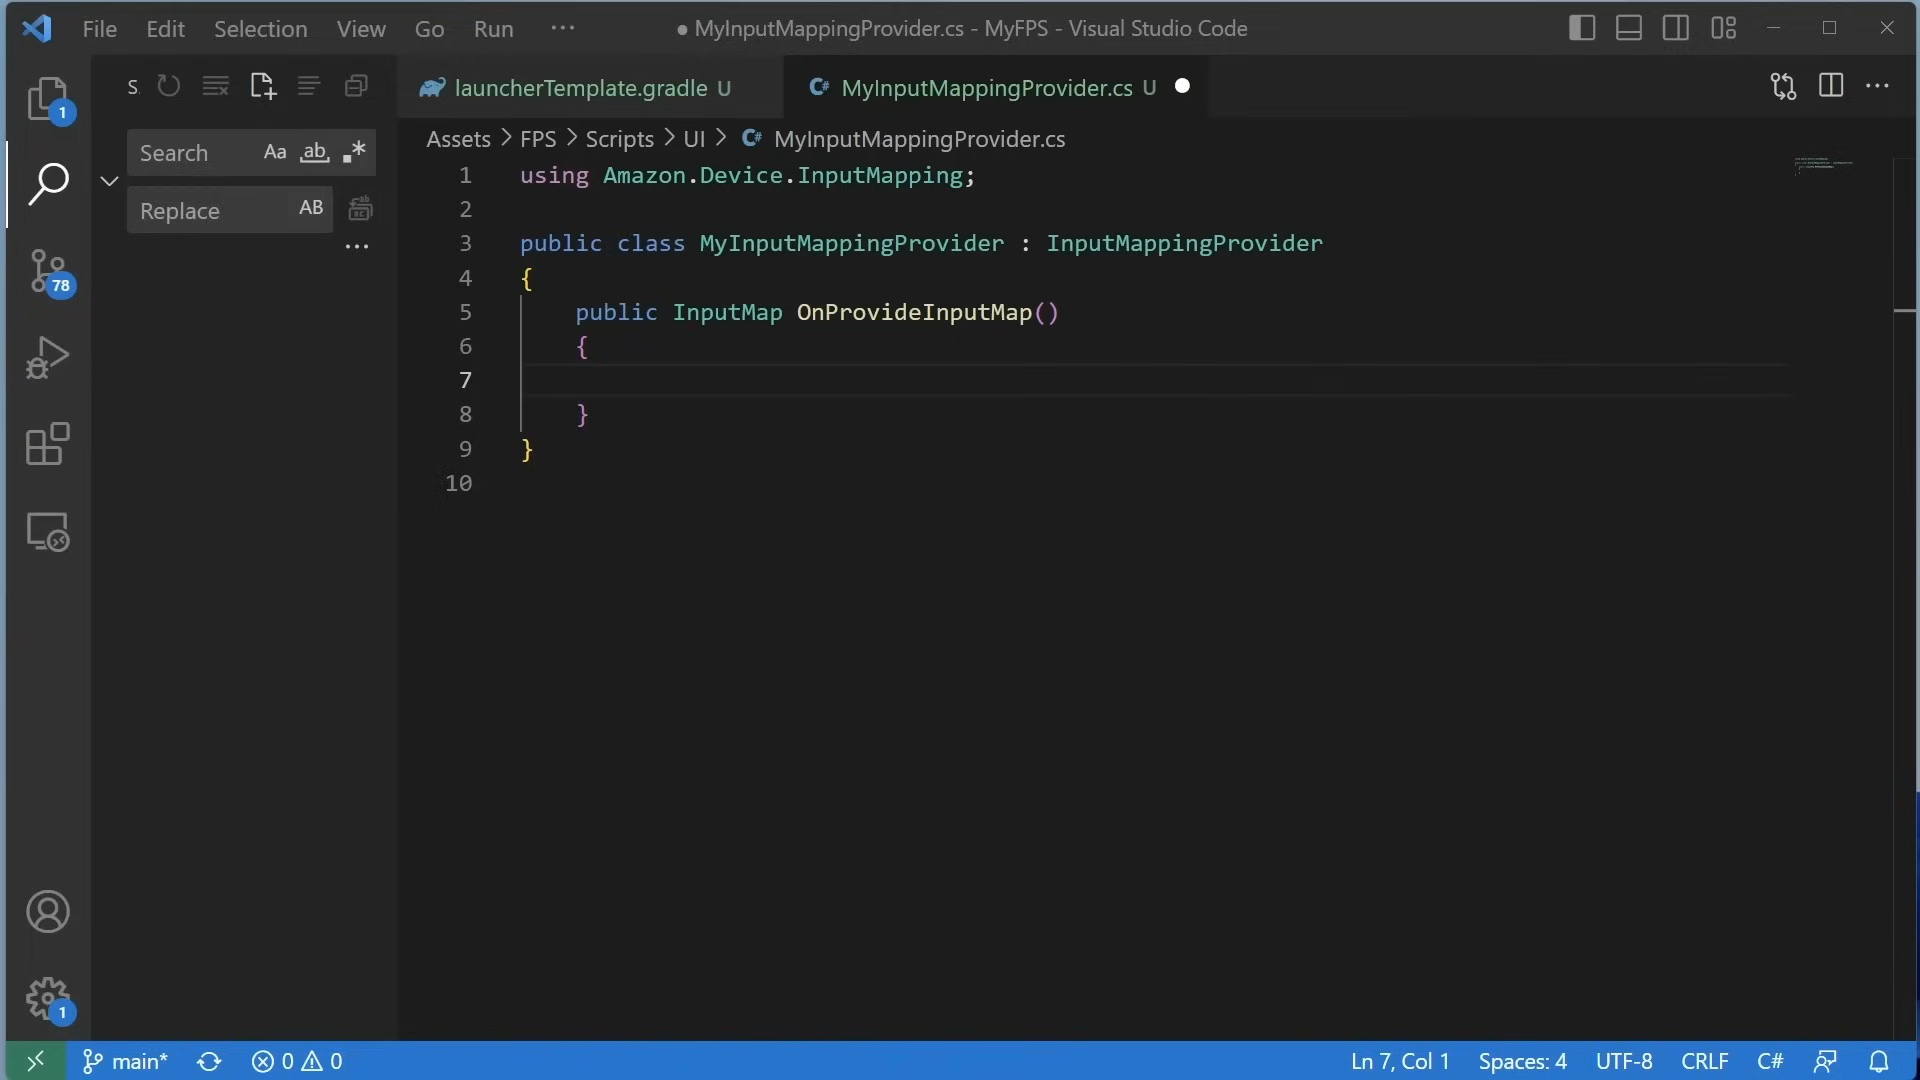 File Edit Selection View Go Run ··· ● MyInputMappingProvider.cs - MyFPS - Visual Studio Code
S
launcherTemplate.gradle U
C# MyInputMappingProvider.cs U ●
1
Search Aa ab .*
Assets > FPS > Scripts > UI > C# MyInputMappingProvider.cs
Replace AB
···
78
1 using Amazon.Device.InputMapping;
2
3 public class MyInputMappingProvider : InputMappingProvider
4 {
5 public InputMap OnProvideInputMap()
6 {
7
8 }
9 }
10
1
main* 0 0 Ln 7, Col 1 Spaces: 4 UTF-8 CRLF C#